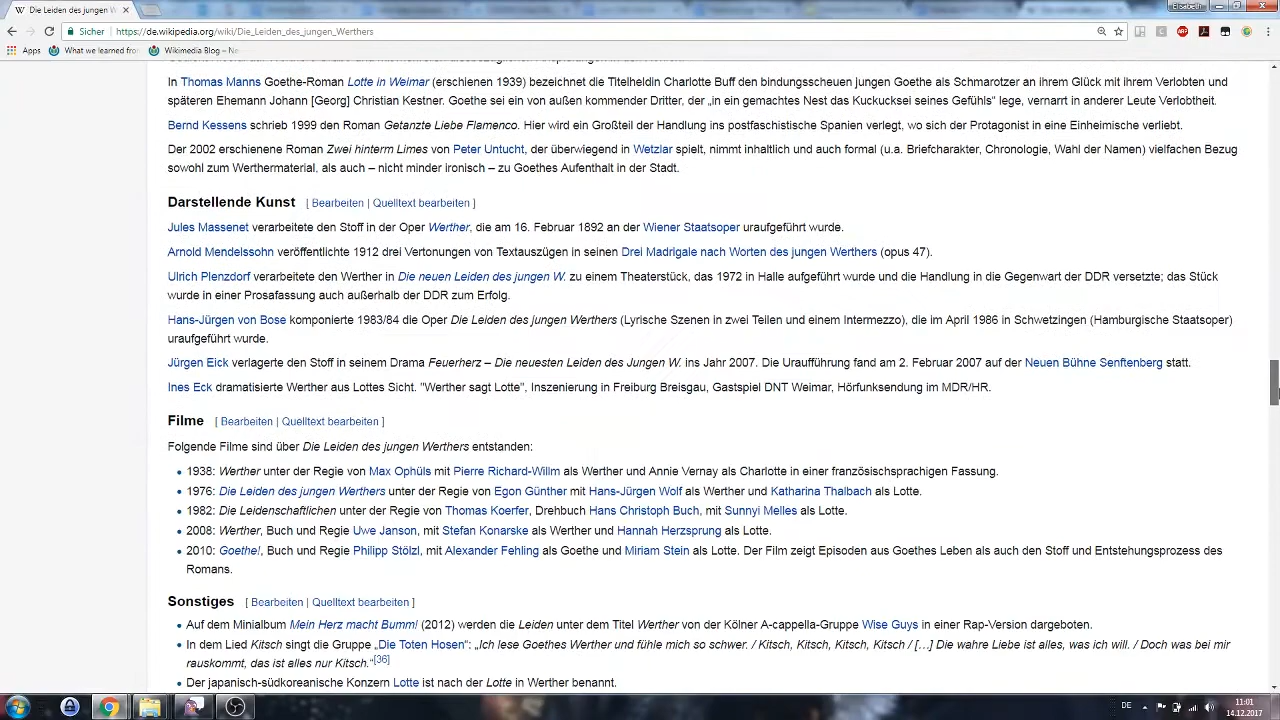 Die Leiden des jungen W
Elisabeth
Sicher | https://de.wikipedia.org/wiki/Die_Leiden_des_jungen_Werthers
Apps What we learned from Wikimedia Blog – Ne
In Thomas Manns Goethe-Roman Lotte in Weimar (erschienen 1939) bezeichnet die Titelheldin Charlotte Buff den bindungsscheuen jungen Goethe als Schmarotzer an ihrem Glück mit ihrem Verlobten und
späteren Ehemann Johann [Georg] Christian Kestner. Goethe sei ein von außen kommender Dritter, der „in ein gemachtes Nest das Kuckucksei seines Gefühls“ lege, vernarrt in anderer Leute Verlobtheit.
Bernd Kessens schrieb 1999 den Roman Getanzte Liebe Flamenco. Hier wird ein Großteil der Handlung ins postfaschistische Spanien verlegt, wo sich der Protagonist in eine Einheimische verliebt.
Der 2002 erschienene Roman Zwei hinterm Limes von Peter Untucht, der überwiegend in Wetzlar spielt, nimmt inhaltlich und auch formal (u.a. Briefcharakter, Chronologie, Wahl der Namen) vielfachen Bezug
sowohl zum Werthermaterial, als auch – nicht minder ironisch – zu Goethes Aufenthalt in der Stadt.
Darstellende Kunst [ Bearbeiten | Quelltext bearbeiten ]
Jules Massenet verarbeitete den Stoff in der Oper Werther, die am 16. Februar 1892 an der Wiener Staatsoper uraufgeführt wurde.
Arnold Mendelssohn veröffentlichte 1912 drei Vertonungen von Textauszügen in seinen Drei Madrigale nach Worten des jungen Werthers (opus 47).
Ulrich Plenzdorf verarbeitete den Werther in Die neuen Leiden des jungen W. zu einem Theaterstück, das 1972 in Halle aufgeführt wurde und die Handlung in die Gegenwart der DDR versetzte; das Stück
wurde in einer Prosafassung auch außerhalb der DDR zum Erfolg.
Hans-Jürgen von Bose komponierte 1983/84 die Oper Die Leiden des jungen Werthers (Lyrische Szenen in zwei Teilen und einem Intermezzo), die im April 1986 in Schwetzingen (Hamburgische Staatsoper)
uraufgeführt wurde.
Jürgen Eick verlagerte den Stoff in seinem Drama Feuerherz – Die neuesten Leiden des Jungen W. ins Jahr 2007. Die Uraufführung fand am 2. Februar 2007 auf der Neuen Bühne Senftenberg statt.
Ines Eck dramatisierte Werther aus Lottes Sicht. "Werther sagt Lotte", Inszenierung in Freiburg Breisgau, Gastspiel DNT Weimar, Hörfunksendung im MDR/HR.
Filme [ Bearbeiten | Quelltext bearbeiten ]
Folgende Filme sind über Die Leiden des jungen Werthers entstanden:
• 1938: Werther unter der Regie von Max Ophüls mit Pierre Richard-Willm als Werther und Annie Vernay als Charlotte in einer französischsprachigen Fassung.
• 1976: Die Leiden des jungen Werthers unter der Regie von Egon Günther mit Hans-Jürgen Wolf als Werther und Katharina Thalbach als Lotte.
• 1982: Die Leidenschaftlichen unter der Regie von Thomas Koerfer, Drehbuch Hans Christoph Buch, mit Sunnyi Melles als Lotte.
• 2008: Werther, Buch und Regie Uwe Janson, mit Stefan Konarske als Werther und Hannah Herzsprung als Lotte.
• 2010: Goethe!, Buch und Regie Philipp Stölzl, mit Alexander Fehling als Goethe und Miriam Stein als Lotte. Der Film zeigt Episoden aus Goethes Leben als auch den Stoff und Entstehungsprozess des
Romans.
Sonstiges [ Bearbeiten | Quelltext bearbeiten ]
• Auf dem Minialbum Mein Herz macht Bumm! (2012) werden die Leiden unter dem Titel Werther von der Kölner A-cappella-Gruppe Wise Guys in einer Rap-Version dargeboten.
• In dem Lied Kitsch singt die Gruppe „Die Toten Hosen“: „Ich lese Goethes Werther und fühle mich so schwer. / Kitsch, Kitsch, Kitsch, Kitsch / […] Die wahre Liebe ist alles, was ich will. / Doch was bei mir
rauskommt, das ist alles nur Kitsch.“[36]
• Der japanisch-südkoreanische Konzern Lotte ist nach der Lotte in Werther benannt.
DE 11:01
14.12.2017